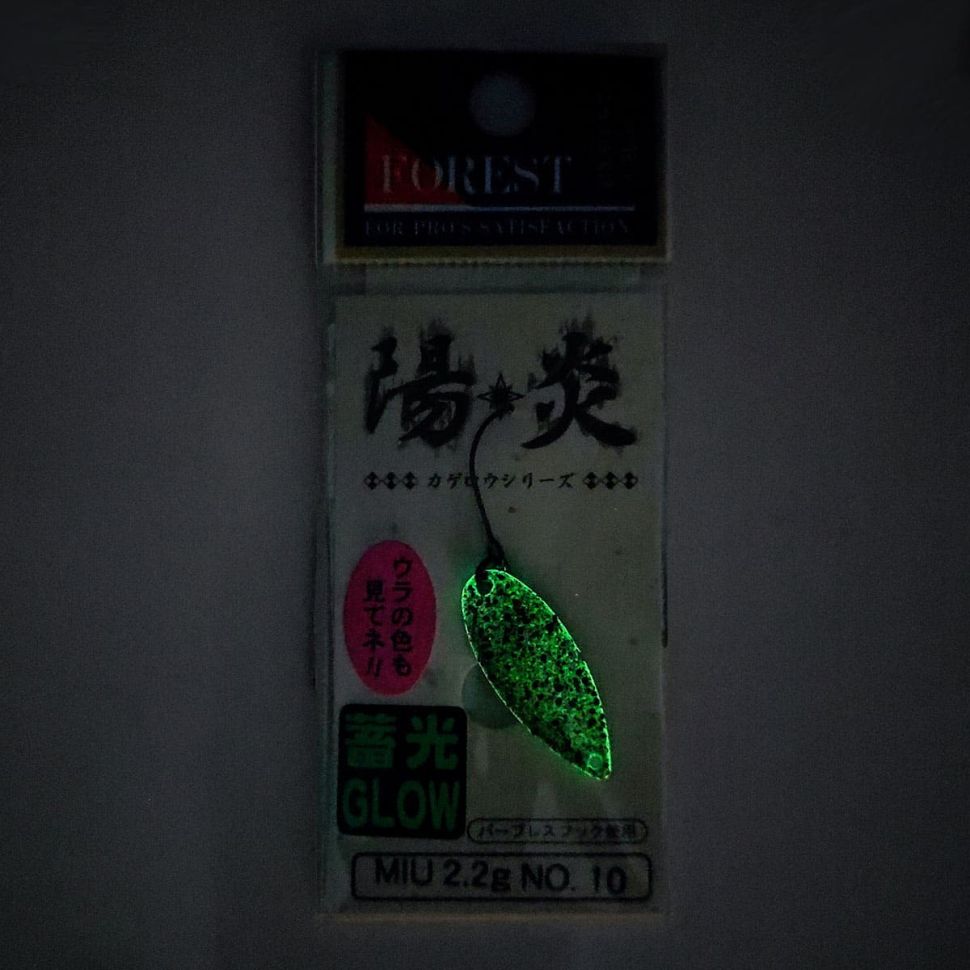 FOREST
FOR PRO'S SATISFACTION
陽炎
カゲロウシリーズ
ウラの色も
見てネ!!
蓄光
GLOW
バーブレスフック使用
MIU 2.2g NO. 10